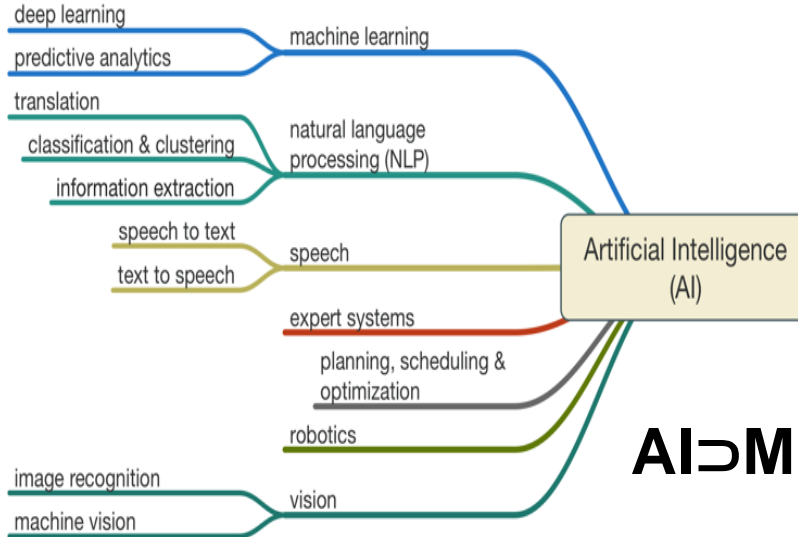 deep learning
machine learning
predictive analytics
translation
natural language
processing (NLP)
classification & clustering
information extraction
speech to text
speech
text to speech
Artificial Intelligence
(AI)
expert systems
planning, scheduling &
optimization
robotics
AI⊃M
image recognition
vision
machine vision